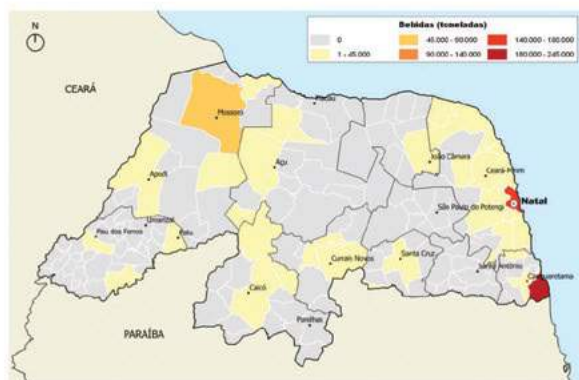 N
Bebidas (toneladas)
0
45.000 - 90.000
140.000 - 180.000
1 - 45.000
90.000 - 140.000
180.000 - 245.000
CEARÁ
Macau
Mossoró
João Câmara
Açu
Ceará-Mirim
Apodi
Natal
São Paulo do Potengi
Umarizal
Pau dos Ferros
Patu
Currais Novos
Santa Cruz
Santo Antônio
Canguaretama
Caicó
Parelhas
PARAÍBA